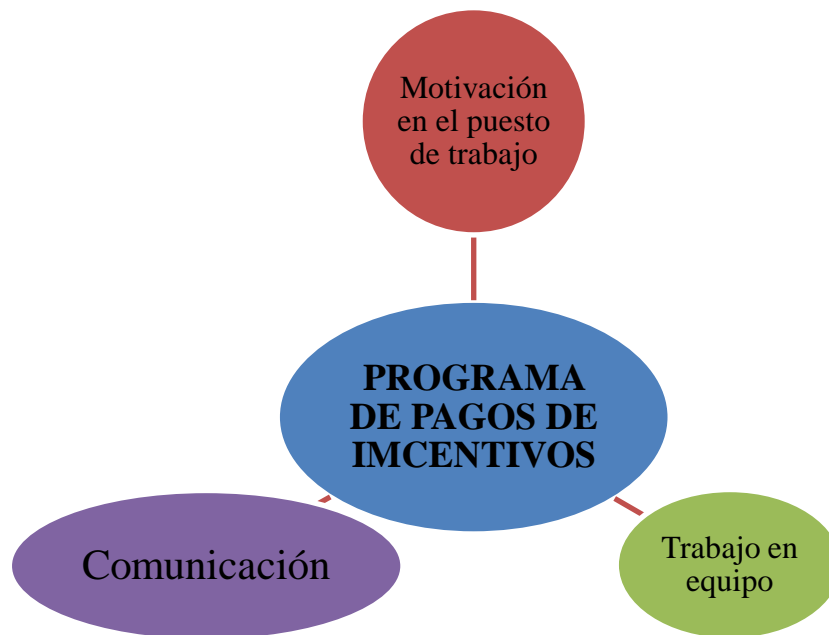 Motivación
en el puesto
de trabajo
PROGRAMA
DE PAGOS DE
IMCENTIVOS
Comunicación
Trabajo en
equipo